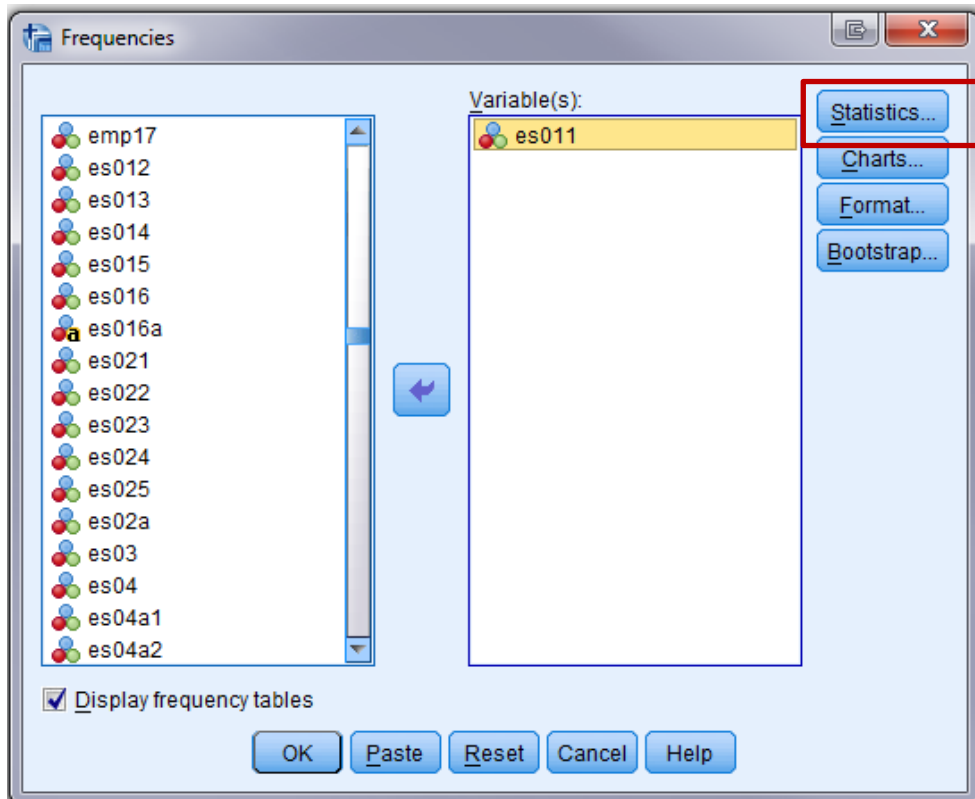 Frequencies
Variable(s):
emp17
es012
es013
es014
es015
es016
a es016a
es021
es022
es023
es024
es025
es02a
es03
es04
es04a1
es04a2
es011
Statistics...
Charts...
Format...
Bootstrap...
Display frequency tables
OK Paste Reset Cancel Help